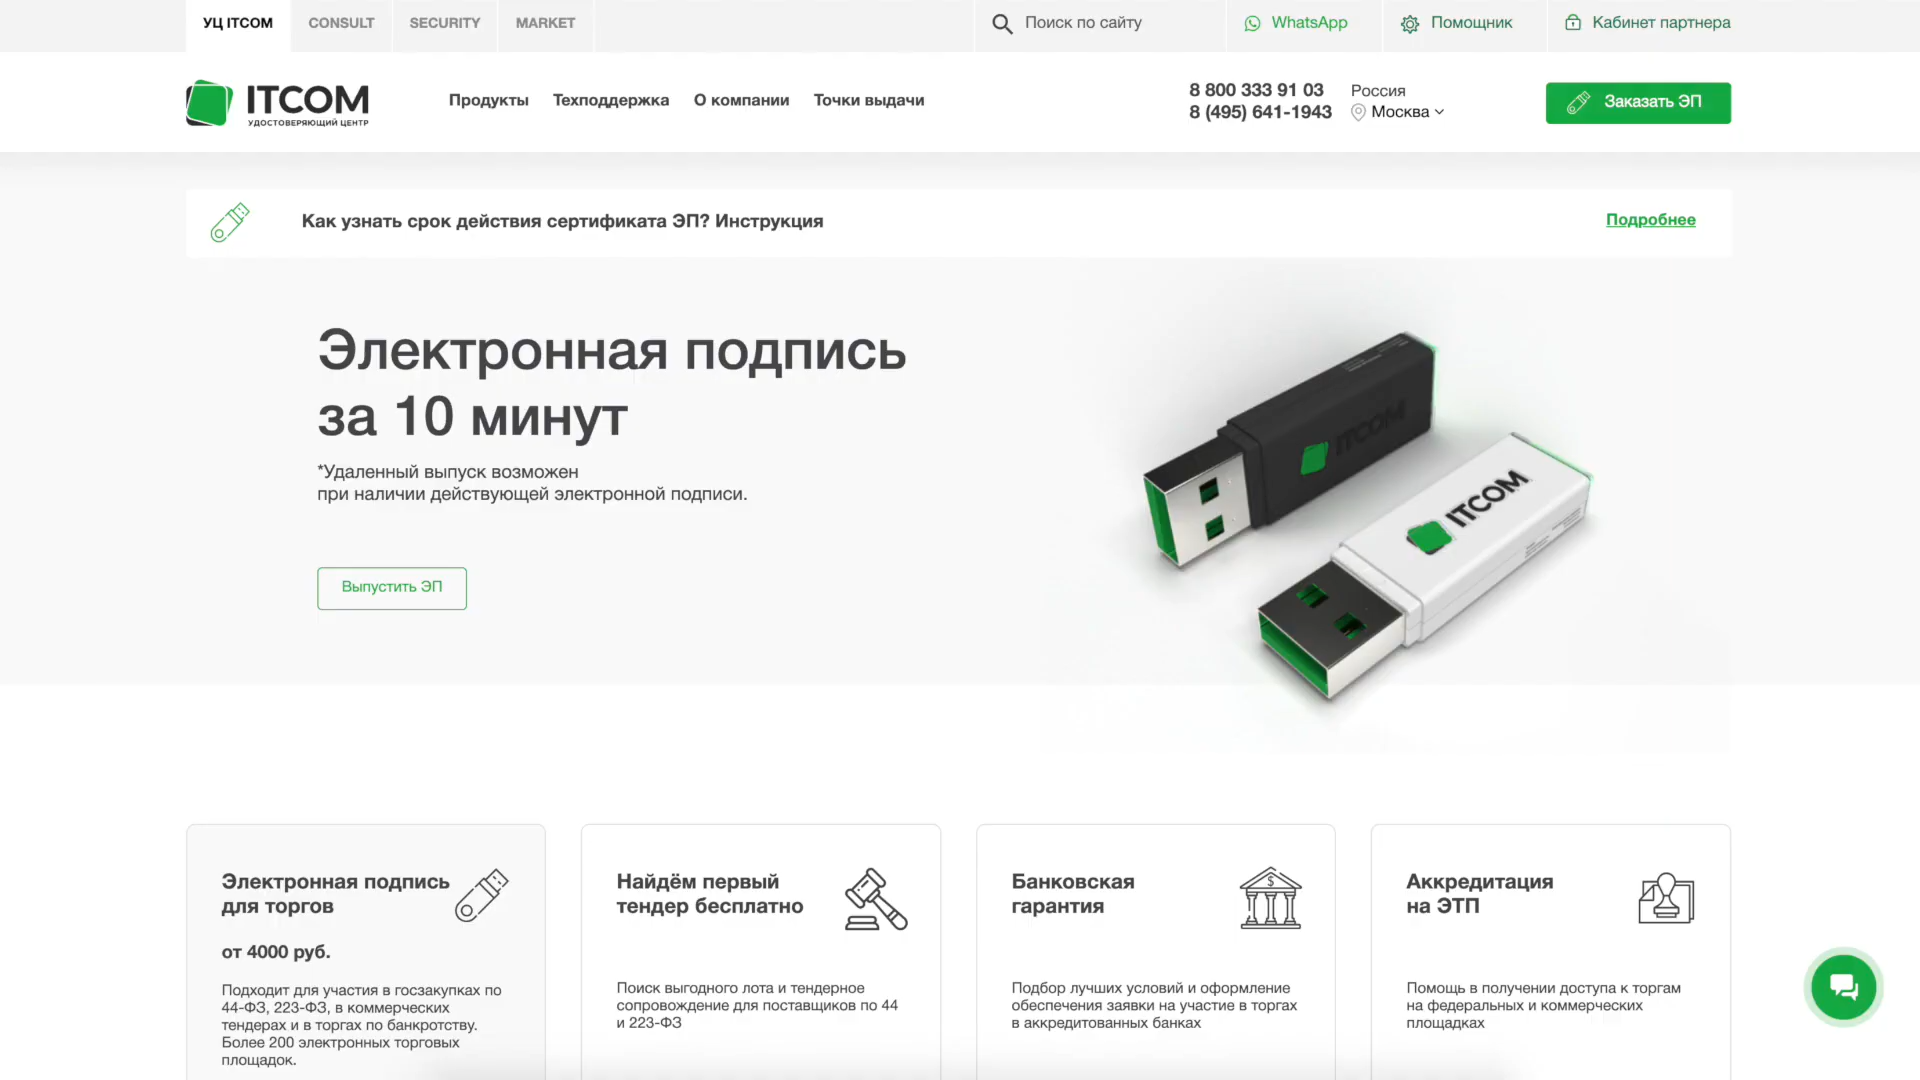 УЦ ITCOM
CONSULT
SECURITY
MARKET
Поиск по сайту
WhatsApp
Помощник
Кабинет партнера
ITCOM
УДОСТОВЕРЯЮЩИЙ ЦЕНТР
Продукты
Техподдержка
О компании
Точки выдачи
8 800 333 91 03
8 (495) 641-1943
Россия
Москва
Заказать ЭП
Как узнать срок действия сертификата ЭП? Инструкция
Подробнее
Электронная подпись
за 10 минут
*Удаленный выпуск возможен
при наличии действующей электронной подписи.
Выпустить ЭП
ITCOM
ITCOM
Электронная подпись
для торгов
от 4000 руб.
Подходит для участия в госзакупках по
44-ФЗ, 223-ФЗ, в коммерческих
тендерах и в торгах по банкротству.
Более 200 электронных торговых
площадок.
Найдём первый
тендер бесплатно
Поиск выгодного лота и тендерное
сопровождение для поставщиков по 44
и 223-ФЗ
Банковская
гарантия
Подбор лучших условий и оформление
обеспечения заявки на участие в торгах
в аккредитованных банках
Аккредитация
на ЭТП
Помощь в получении доступа к торгам
на федеральных и коммерческих
площадках